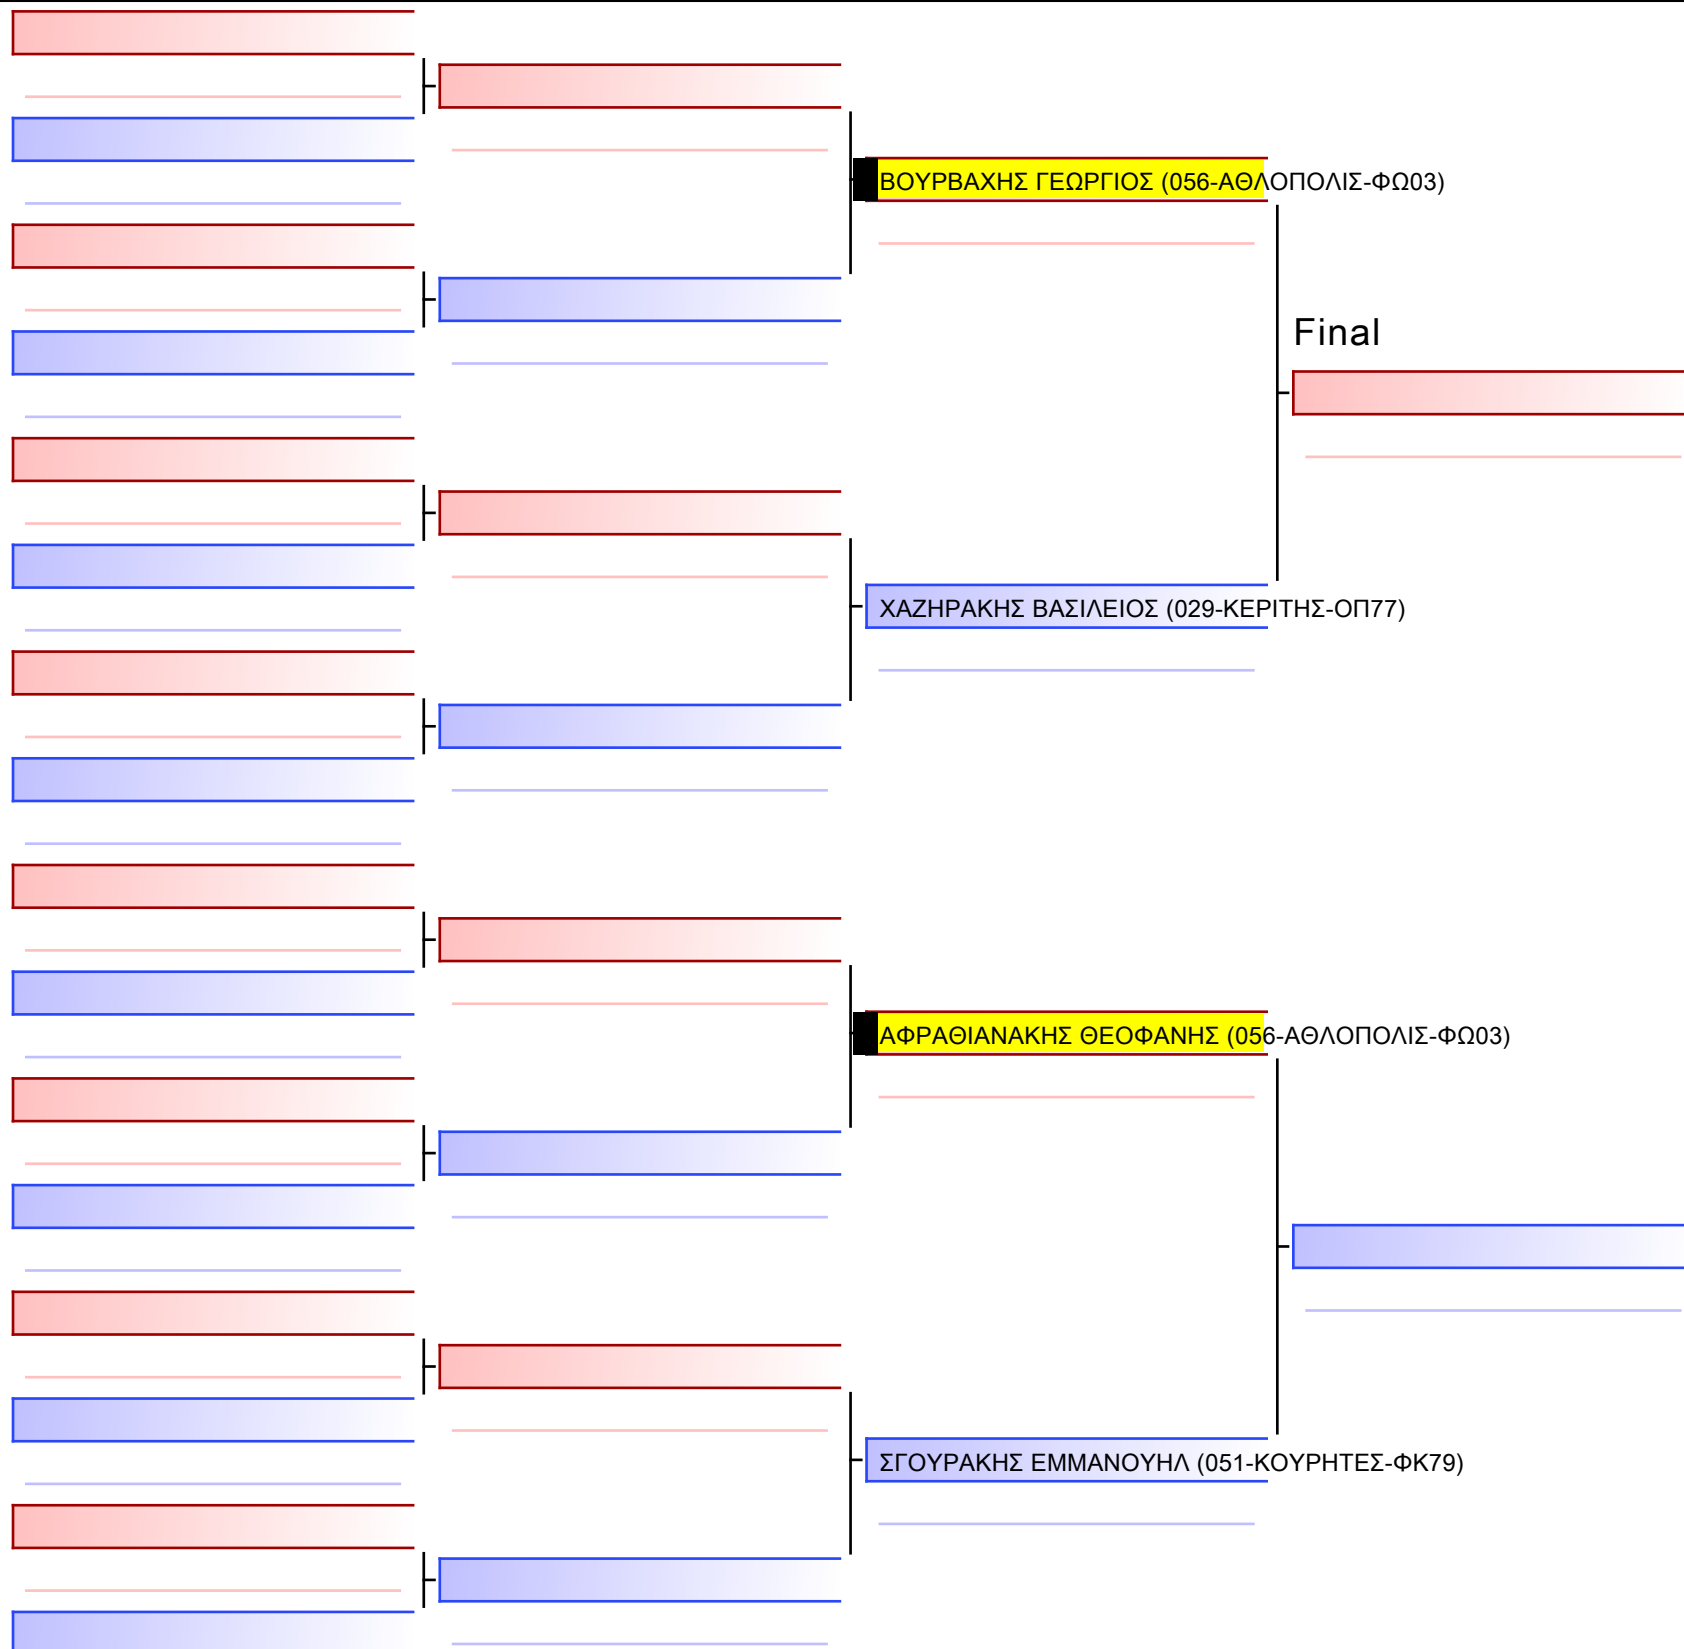 ΒΟΥΡΒΑΧΗΣ ΓΕΩΡΓΙΟΣ (056-ΑΘΛΟΠΟΛΙΣ-ΦΩ03)
Final
ΧΑΖΗΡΑΚΗΣ ΒΑΣΙΛΕΙΟΣ (029-ΚΕΡΙΤΗΣ-ΟΠ77)
ΑΦΡΑΘΙΑΝΑΚΗΣ ΘΕΟΦΑΝΗΣ (056-ΑΘΛΟΠΟΛΙΣ-ΦΩ03)
ΣΓΟΥΡΑΚΗΣ ΕΜΜΑΝΟΥΗΛ (051-ΚΟΥΡΗΤΕΣ-ΦΚ79)